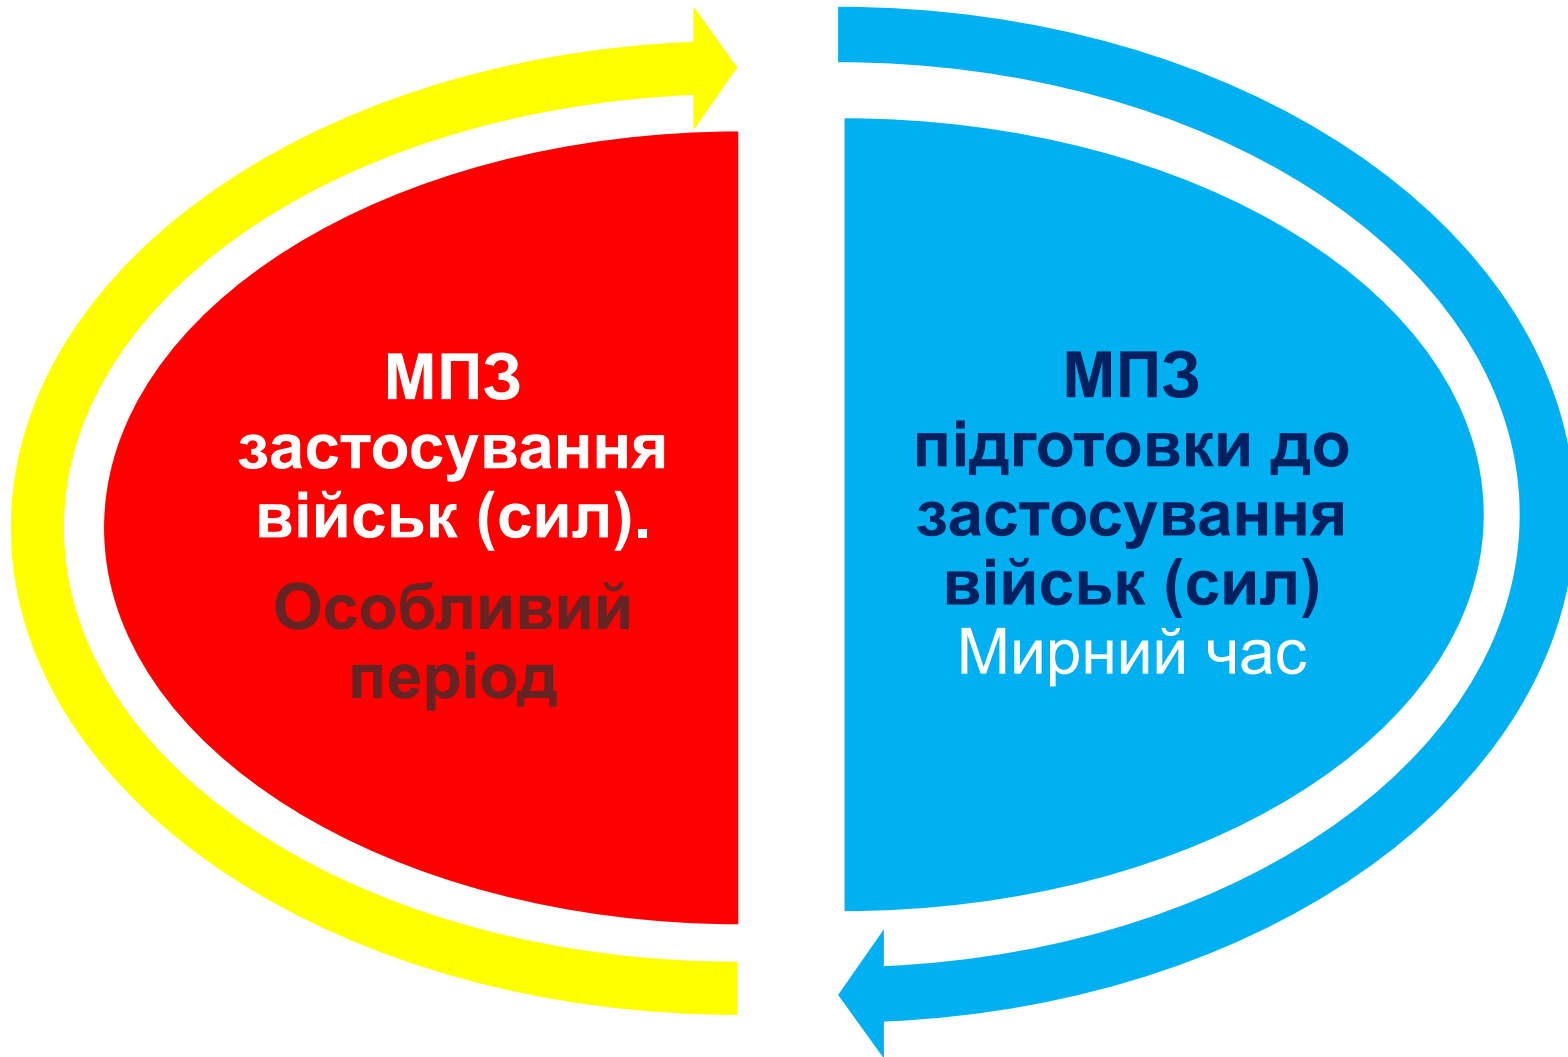 МПЗ
застосування
військ (сил).
Особливий
період
МПЗ
підготовки до
застосування
військ (сил)
Мирний час